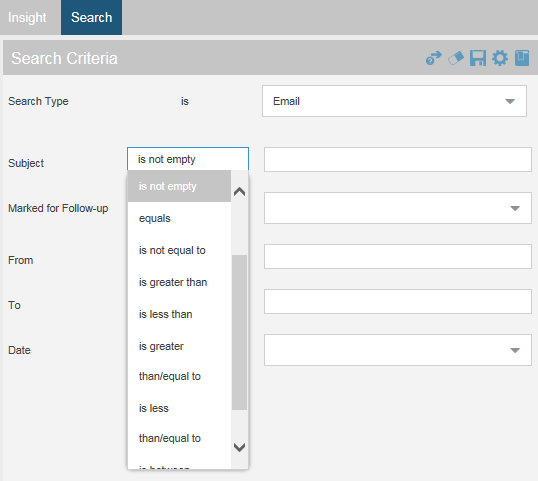 Insight
Search
Search Criteria
Search Type
is
Email
Subject
is not empty
is not empty
Marked for Follow-up
equals
is not equal to
From
is greater than
To
is less than
Date
is greater
than/equal to
is less
than/equal to
is between